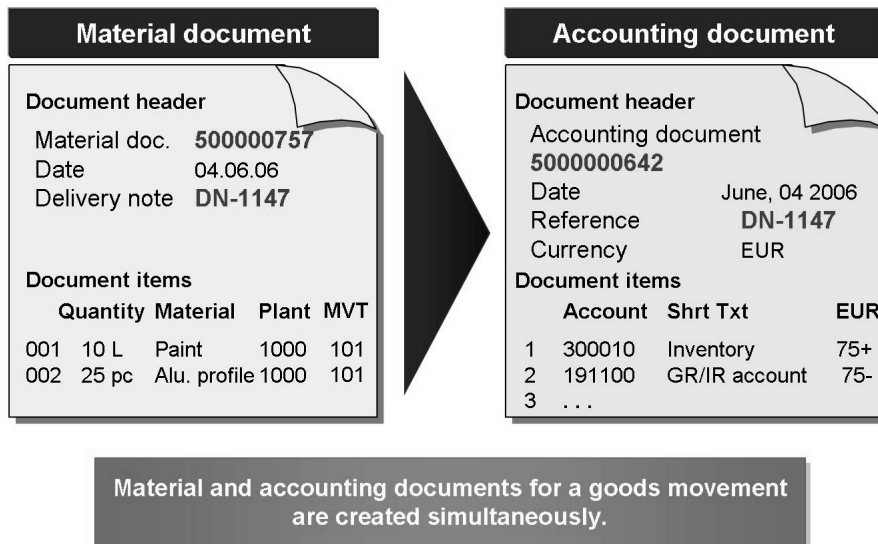 Material document
Document header
Material doc. 500000757
Date 04.06.06
Delivery note DN-1147
Document items
Quantity Material Plant MVT
001 10 L Paint 1000 101
002 25 pc Alu. profile 1000 101
Accounting document
Document header
Accounting document
5000000642
Date June, 04 2006
Reference DN-1147
Currency EUR
Document items
Account Shrt Txt EUR
1 300010 Inventory 75+
2 191100 GR/IR account 75-
3 . . .
Material and accounting documents for a goods movement
are created simultaneously.